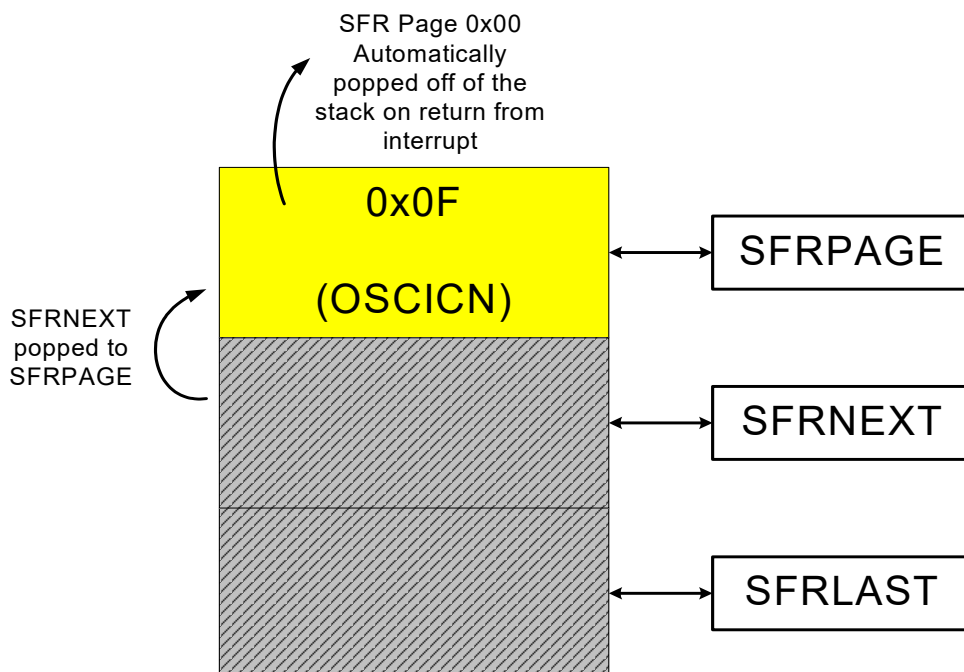 SFR Page 0x00
Automatically
popped off of the
stack on return from
interrupt
0x0F
(OSCICN)
SFRPAGE
SFRNEXT
popped to
SFRPAGE
SFRNEXT
SFRLAST